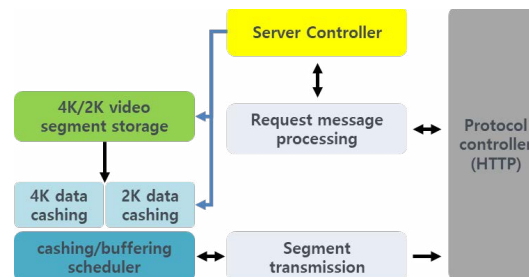 Server Controller
4K/2K video
segment storage
Request message
processing
Protocol
controller
(HTTP)
4K data
cashing
2K data
cashing
cashing/buffering
scheduler
Segment
transmission